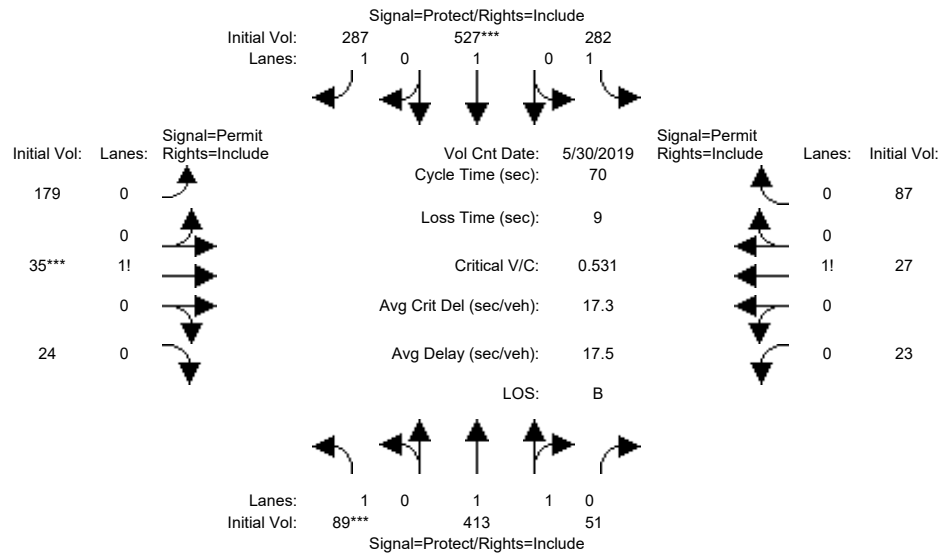 Signal=Protect/Rights=Include
Initial Vol: 287 527*** 282
Lanes: 1 0 1 0 1
Signal=Permit Signal=Permit
Initial Vol: Lanes: Rights=Include Vol Cnt Date: 5/30/2019 Rights=Include Lanes: Initial Vol:
Cycle Time (sec): 70
179 0 0 87
Loss Time (sec): 9
0 0
35*** 1! Critical V/C: 0.531 1! 27
0 Avg Crit Del (sec/veh): 17.3 0
24 0 Avg Delay (sec/veh): 17.5 0 23
LOS: B
Lanes: 1 0 1 1 0
Initial Vol: 89*** 413 51
Signal=Protect/Rights=Include